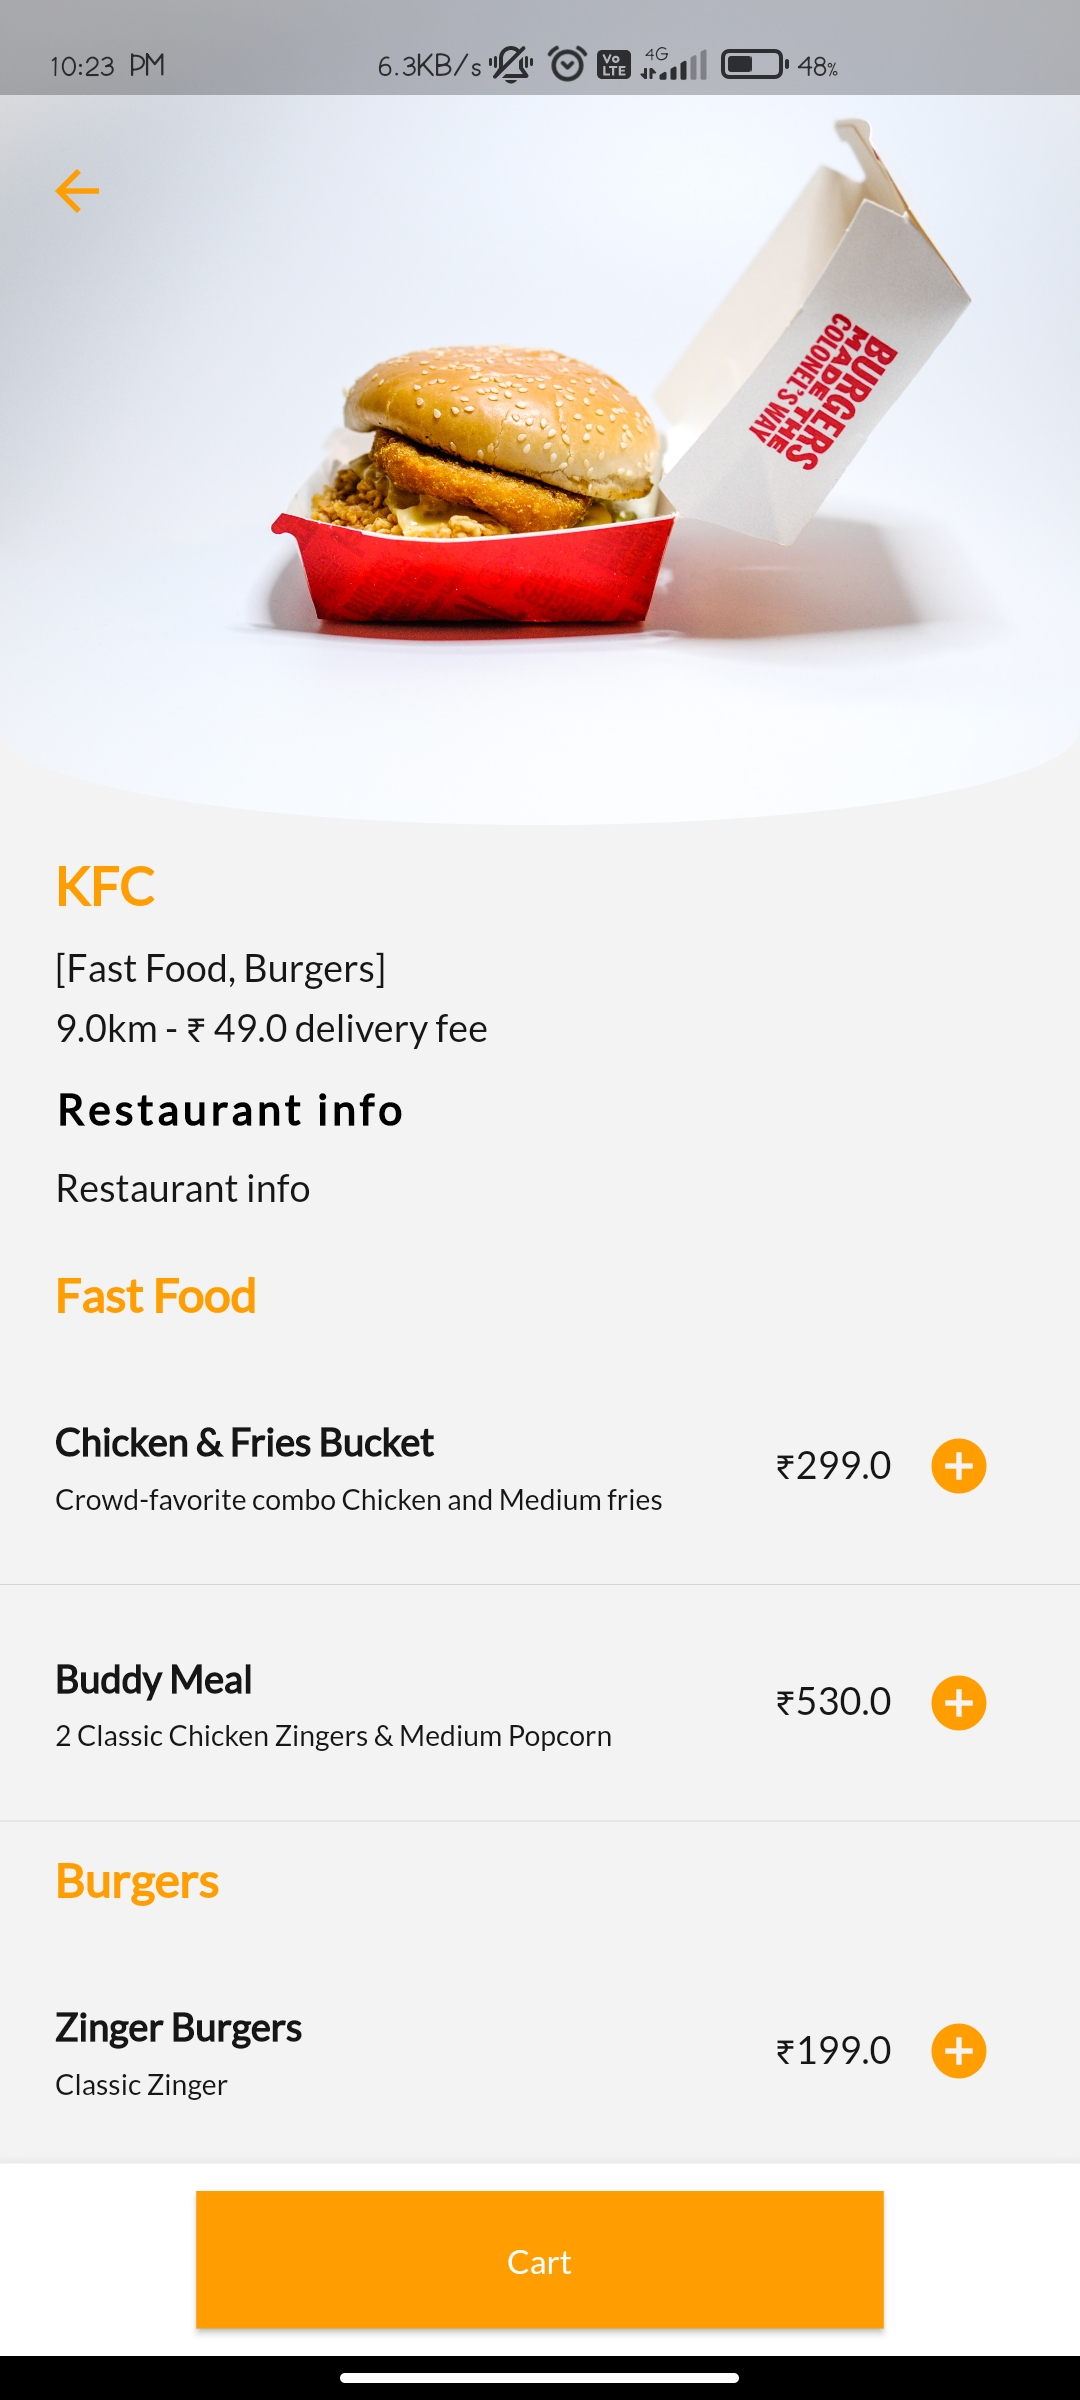 10:23 PM 6.3KB/s Vo LTE 4G 48%
BURGERS
MADE THE
COLONEL'S WAY
KFC
[Fast Food, Burgers]
9.0km - ₹ 49.0 delivery fee
Restaurant info
Restaurant info
Fast Food
Chicken & Fries Bucket
₹299.0
Crowd-favorite combo Chicken and Medium fries
Buddy Meal
₹530.0
2 Classic Chicken Zingers & Medium Popcorn
Burgers
Zinger Burgers
₹199.0
Classic Zinger
Cart